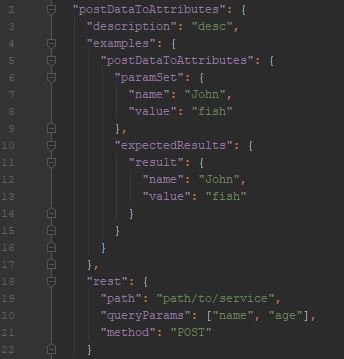 2 "postDataToAttributes": {
3 "description": "desc",
4 "examples": {
5 "postDataToAttributes": {
6 "paramSet": {
7 "name": "John",
8 "value": "fish"
9 },
10 "expectedResults": {
11 "result": {
12 "name": "John",
13 "value": "fish"
14 }
15 }
16 }
17 },
18 "rest": {
19 "path": "path/to/service",
20 "queryParams": ["name", "age"],
21 "method": "POST"
22 }